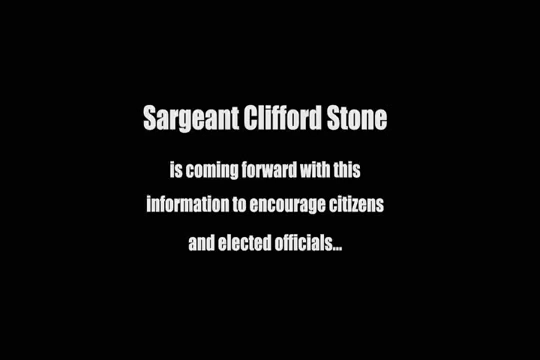 Sargeant Clifford Stone
is coming forward with this
information to encourage citizens
and elected officials...